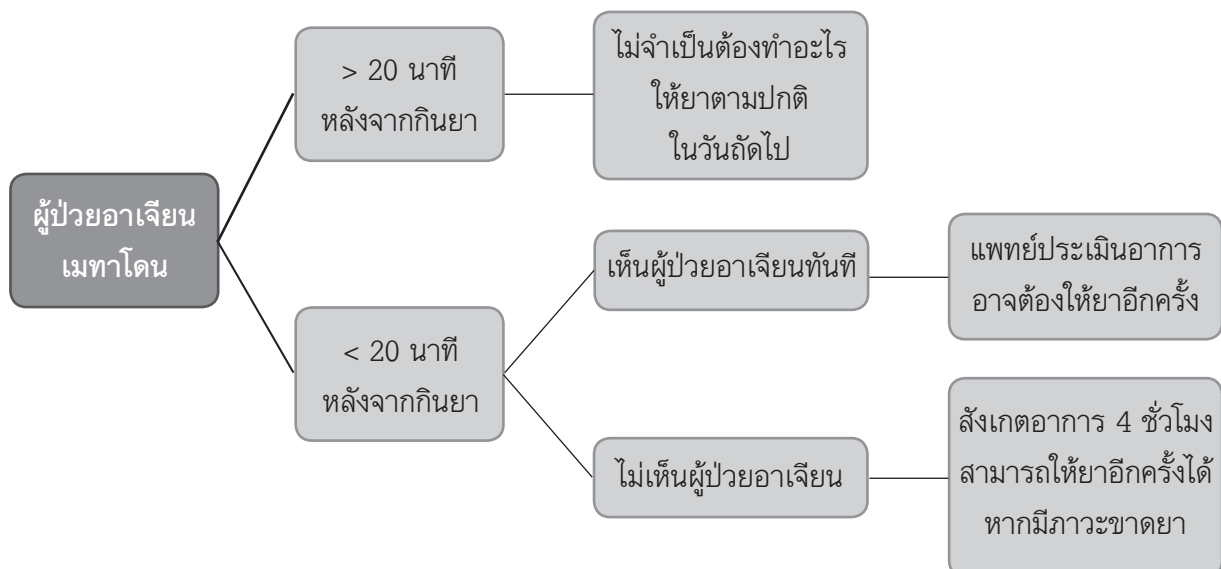 ผู้ป่วยอาเจียน
เมทาโดน
> 20 นาที
หลังจากกินยา
ไม่จำเป็นต้องทำอะไร
ให้ยาตามปกติ
ในวันถัดไป
< 20 นาที
หลังจากกินยา
เห็นผู้ป่วยอาเจียนทันที
แพทย์ประเมินอาการ
อาจต้องให้ยาอีกครั้ง
ไม่เห็นผู้ป่วยอาเจียน
สังเกตอาการ 4 ชั่วโมง
สามารถให้ยาอีกครั้งได้
หากมีภาวะขาดยา